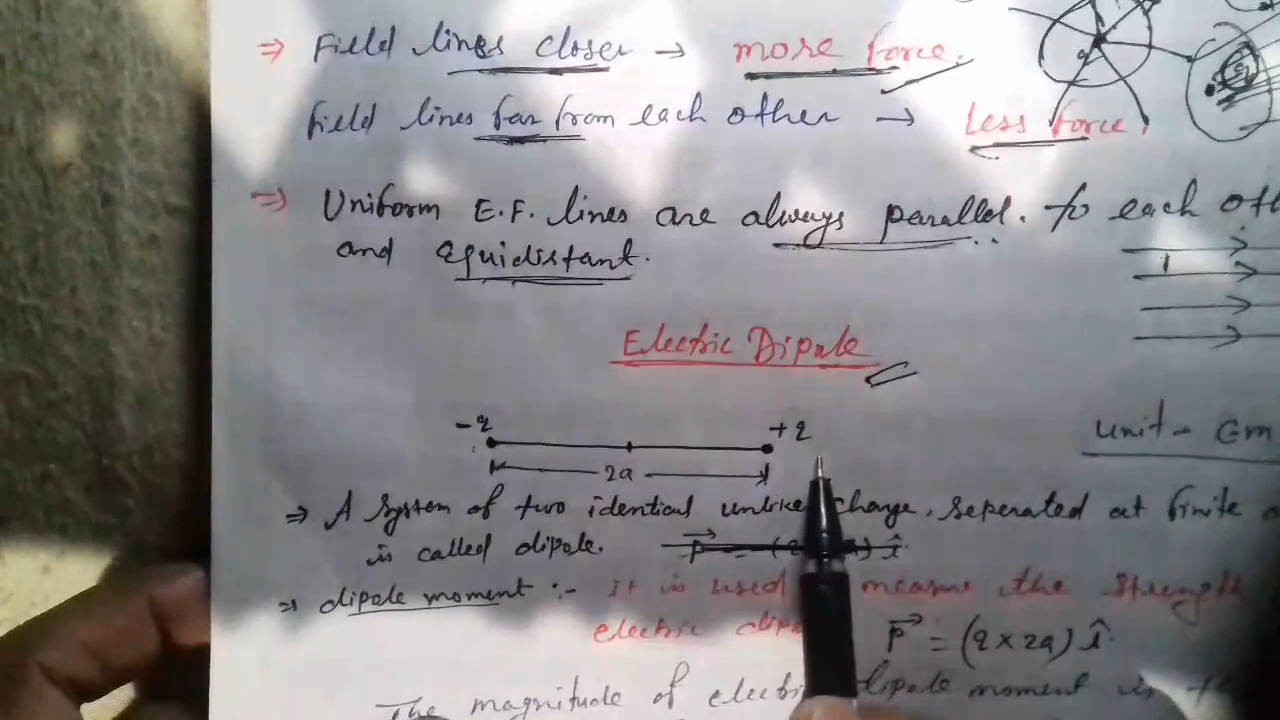 ⇒ Field lines closer → more force.
field lines far from each other → Less force.
⇒ Uniform E.F. lines are always parallel. to each
and equidistant.
Electric Dipole
-q +q
2a
unit - Cm
⇒ A system of two identical unlike charge, seperated at finite
is called dipole.
⇒ dipole moment :- it is used measure the strength
electric
P = (q × 2a) î
The magnitude of dipole moment is